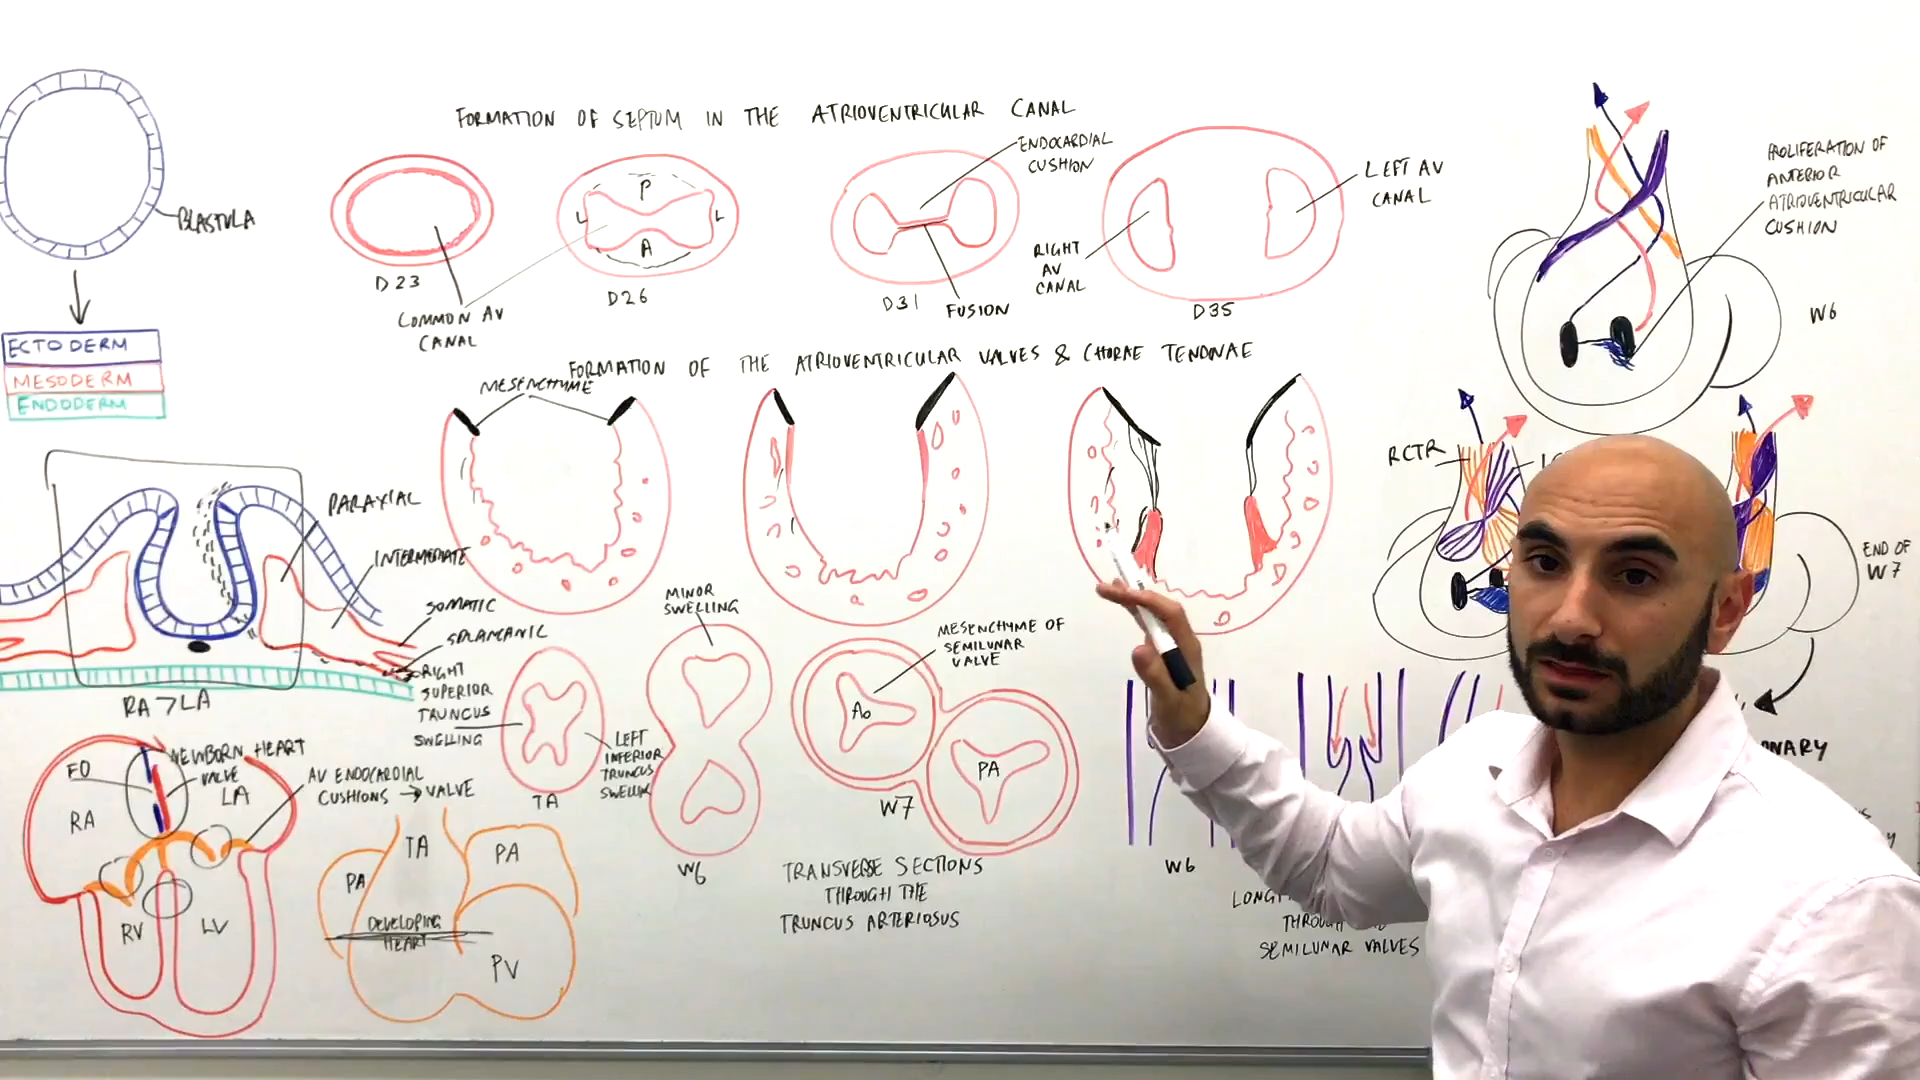 FORMATION OF SEPTUM IN THE ATRIOVENTRICULAR CANAL
BLASTULA
ECTODERM
MESODERM
ENDODERM
D23
COMMON AV
CANAL
P
L
L
A
D26
ENDOCARDIAL
CUSHION
D31
FUSION
RIGHT
AV
CANAL
LEFT AV
CANAL
D35
PROLIFERATION OF
ANTERIOR
ATRIOVENTRICULAR
CUSHION
W6
FORMATION OF THE ATRIOVENTRICULAR VALVES & CHORAE TENDINAE
MESENCHYME
RCTR
END OF
W7
PARAXIAL
INTERMEDIATE
SOMATIC
SPLANCANIC
RA > LA
RIGHT
SUPERIOR
TRUNCUS
SWELLING
LEFT
INFERIOR
TRUNCUS
SWELLING
TA
MINOR
SWELLING
W6
MESENCHYME OF
SEMILUNAR
VALVE
Ao
PA
W7
TRANSVERSE SECTIONS
THROUGH THE
TRUNCUS ARTERIOSUS
W6
SEMILUNAR VALVES
NEWBORN HEART
VALVE
FO
RA
LA
RV
LV
AV ENDOCARDIAL
CUSHIONS → VALVE
TA
PA
PA
DEVELOPING
HEART
PV